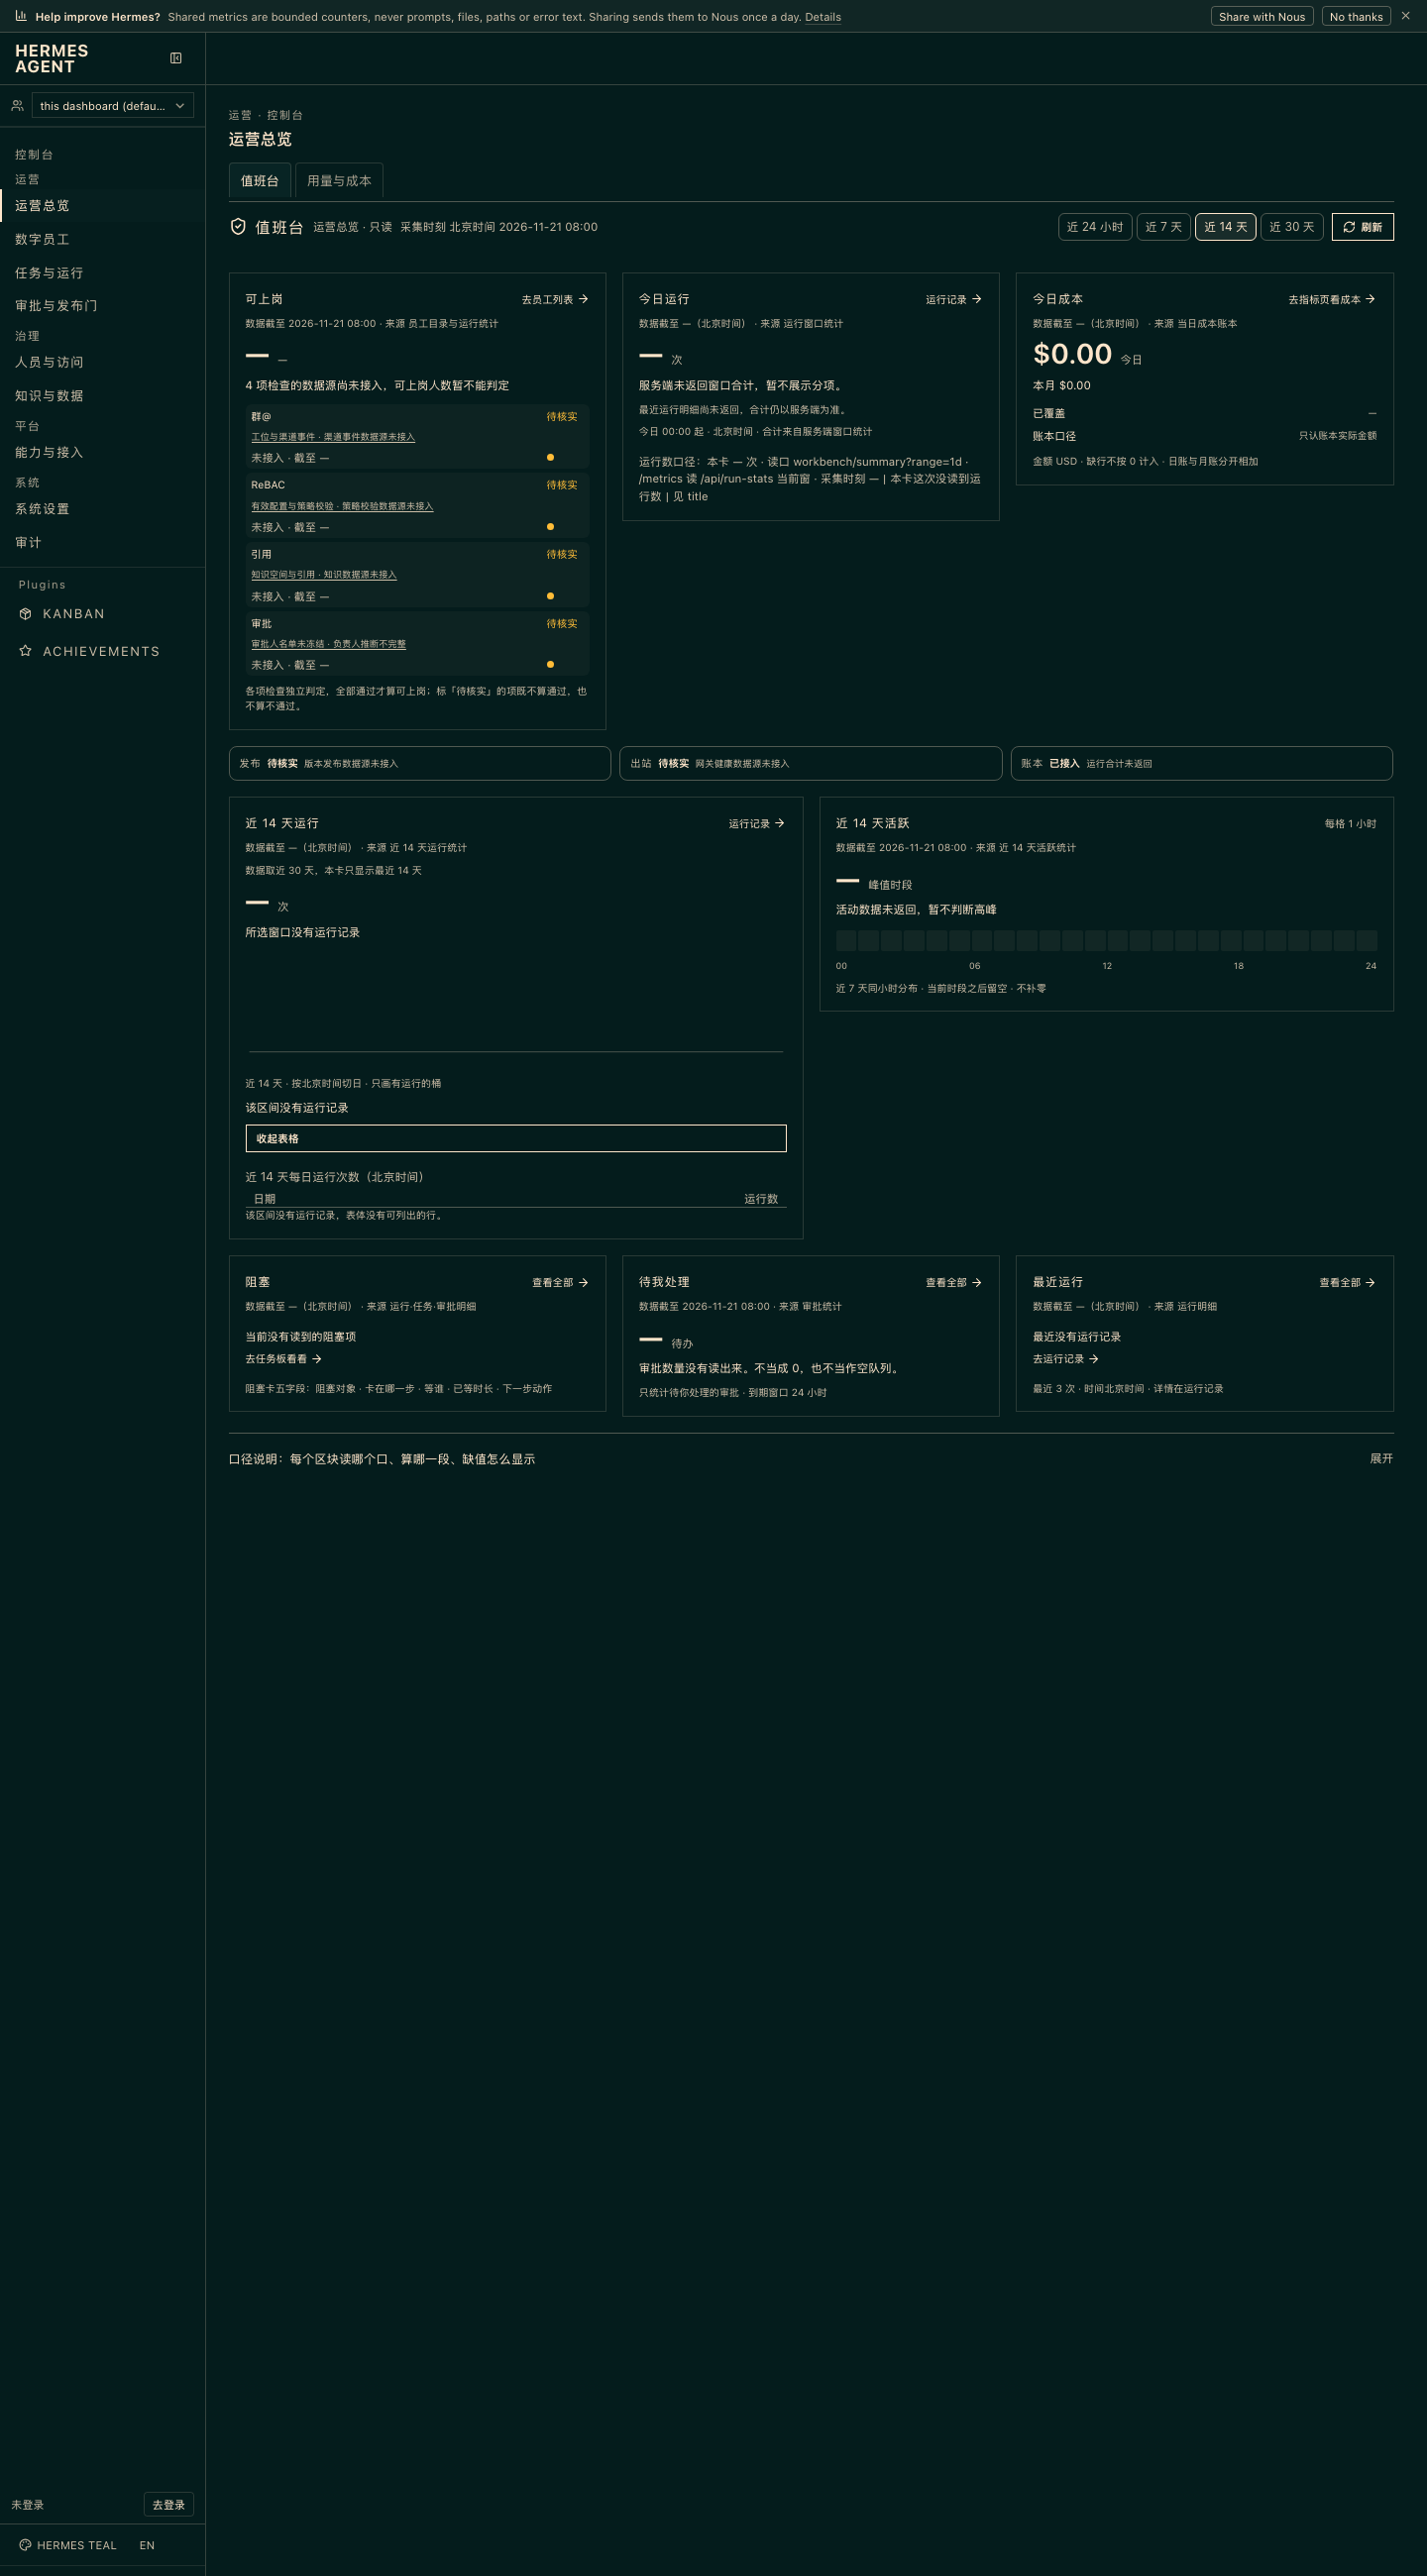 Help improve Hermes? Shared metrics are bounded counters, never prompts, files, paths or error text. Sharing sends them to Nous once a day. Details
Share with Nous
No thanks
HERMES
AGENT
this dashboard (defau...
控制台
运营
运营总览
数字员工
任务与运行
审批与发布门
治理
人员与访问
知识与数据
平台
能力与接入
系统
系统设置
审计
Plugins
KANBAN
ACHIEVEMENTS
未登录
去登录
HERMES TEAL
EN
运营 · 控制台
运营总览
值班台
用量与成本
值班台 运营总览 · 只读 采集时刻 北京时间 2026-11-21 08:00
近 24 小时
近 7 天
近 14 天
近 30 天
刷新
可上岗
去员工列表 →
数据截至 2026-11-21 08:00 · 来源 员工目录与运行统计
— —
4 项检查的数据源尚未接入，可上岗人数暂不能判定
群@ 待核实
工位与渠道事件 · 渠道事件数据源未接入
未接入 · 截至 —
ReBAC 待核实
有效配置与策略校验 · 策略校验数据源未接入
未接入 · 截至 —
引用 待核实
知识空间与引用 · 知识数据源未接入
未接入 · 截至 —
审批 待核实
审批人名单未冻结 · 负责人推断不完整
未接入 · 截至 —
各项检查独立判定，全部通过才算可上岗；标「待核实」的项既不算通过，也
不算不通过。
今日运行
运行记录 →
数据截至 —（北京时间） · 来源 运行窗口统计
— 次
服务端未返回窗口合计，暂不展示分项。
最近运行明细尚未返回，合计仍以服务端为准。
今日 00:00 起 · 北京时间 · 合计来自服务端窗口统计
运行数口径：本卡 — 次 · 读口 workbench/summary?range=1d ·
/metrics 读 /api/run-stats 当前窗 · 采集时刻 — | 本卡这次没读到运
行数 | 见 title
今日成本
去指标页看成本 →
数据截至 —（北京时间） · 来源 当日成本账本
$0.00 今日
本月 $0.00
已覆盖 —
账本口径 只认账本实际金额
金额 USD · 缺行不按 0 计入 · 日账与月账分开相加
发布 待核实 版本发布数据源未接入
出站 待核实 网关健康数据源未接入
账本 已接入 运行合计未返回
近 14 天运行
运行记录 →
数据截至 —（北京时间） · 来源 近 14 天运行统计
数据取近 30 天，本卡只显示最近 14 天
— 次
所选窗口没有运行记录
近 14 天 · 按北京时间切日 · 只画有运行的桶
该区间没有运行记录
收起表格
近 14 天每日运行次数（北京时间）
日期 运行数
该区间没有运行记录，表体没有可列出的行。
近 14 天活跃
每格 1 小时
数据截至 2026-11-21 08:00 · 来源 近 14 天活跃统计
— 峰值时段
活动数据未返回，暂不判断高峰
00 06 12 18 24
近 7 天同小时分布 · 当前时段之后留空 · 不补零
阻塞
查看全部 →
数据截至 —（北京时间） · 来源 运行·任务·审批明细
当前没有读到的阻塞项
去任务板看看 →
阻塞卡五字段：阻塞对象 · 卡在哪一步 · 等谁 · 已等时长 · 下一步动作
待我处理
查看全部 →
数据截至 2026-11-21 08:00 · 来源 审批统计
— 待办
审批数量没有读出来。不当成 0，也不当作空队列。
只统计待你处理的审批 · 到期窗口 24 小时
最近运行
查看全部 →
数据截至 —（北京时间） · 来源 运行明细
最近没有运行记录
去运行记录 →
最近 3 次 · 时间北京时间 · 详情在运行记录
口径说明：每个区块读哪个口、算哪一段、缺值怎么显示
展开